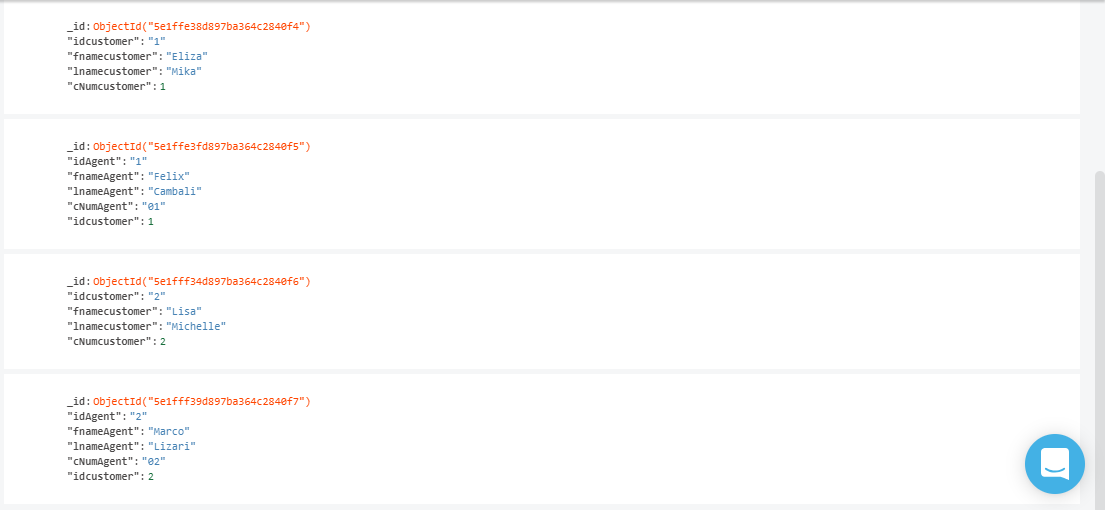 _id: ObjectId("5e1ffe38d897ba364c2840f4")
"idcustomer": "1"
"fnamecustomer": "Eliza"
"lnamecustomer": "Mika"
"cNumcustomer": 1
_id: ObjectId("5e1ffe3fd897ba364c2840f5")
"idAgent": "1"
"fnameAgent": "Felix"
"lnameAgent": "Cambali"
"cNumAgent": "01"
"idcustomer": 1
_id: ObjectId("5e1fff34d897ba364c2840f6")
"idcustomer": "2"
"fnamecustomer": "Lisa"
"lnamecustomer": "Michelle"
"cNumcustomer": 2
_id: ObjectId("5e1fff39d897ba364c2840f7")
"idAgent": "2"
"fnameAgent": "Marco"
"lnameAgent": "Lizari"
"cNumAgent": "02"
"idcustomer": 2